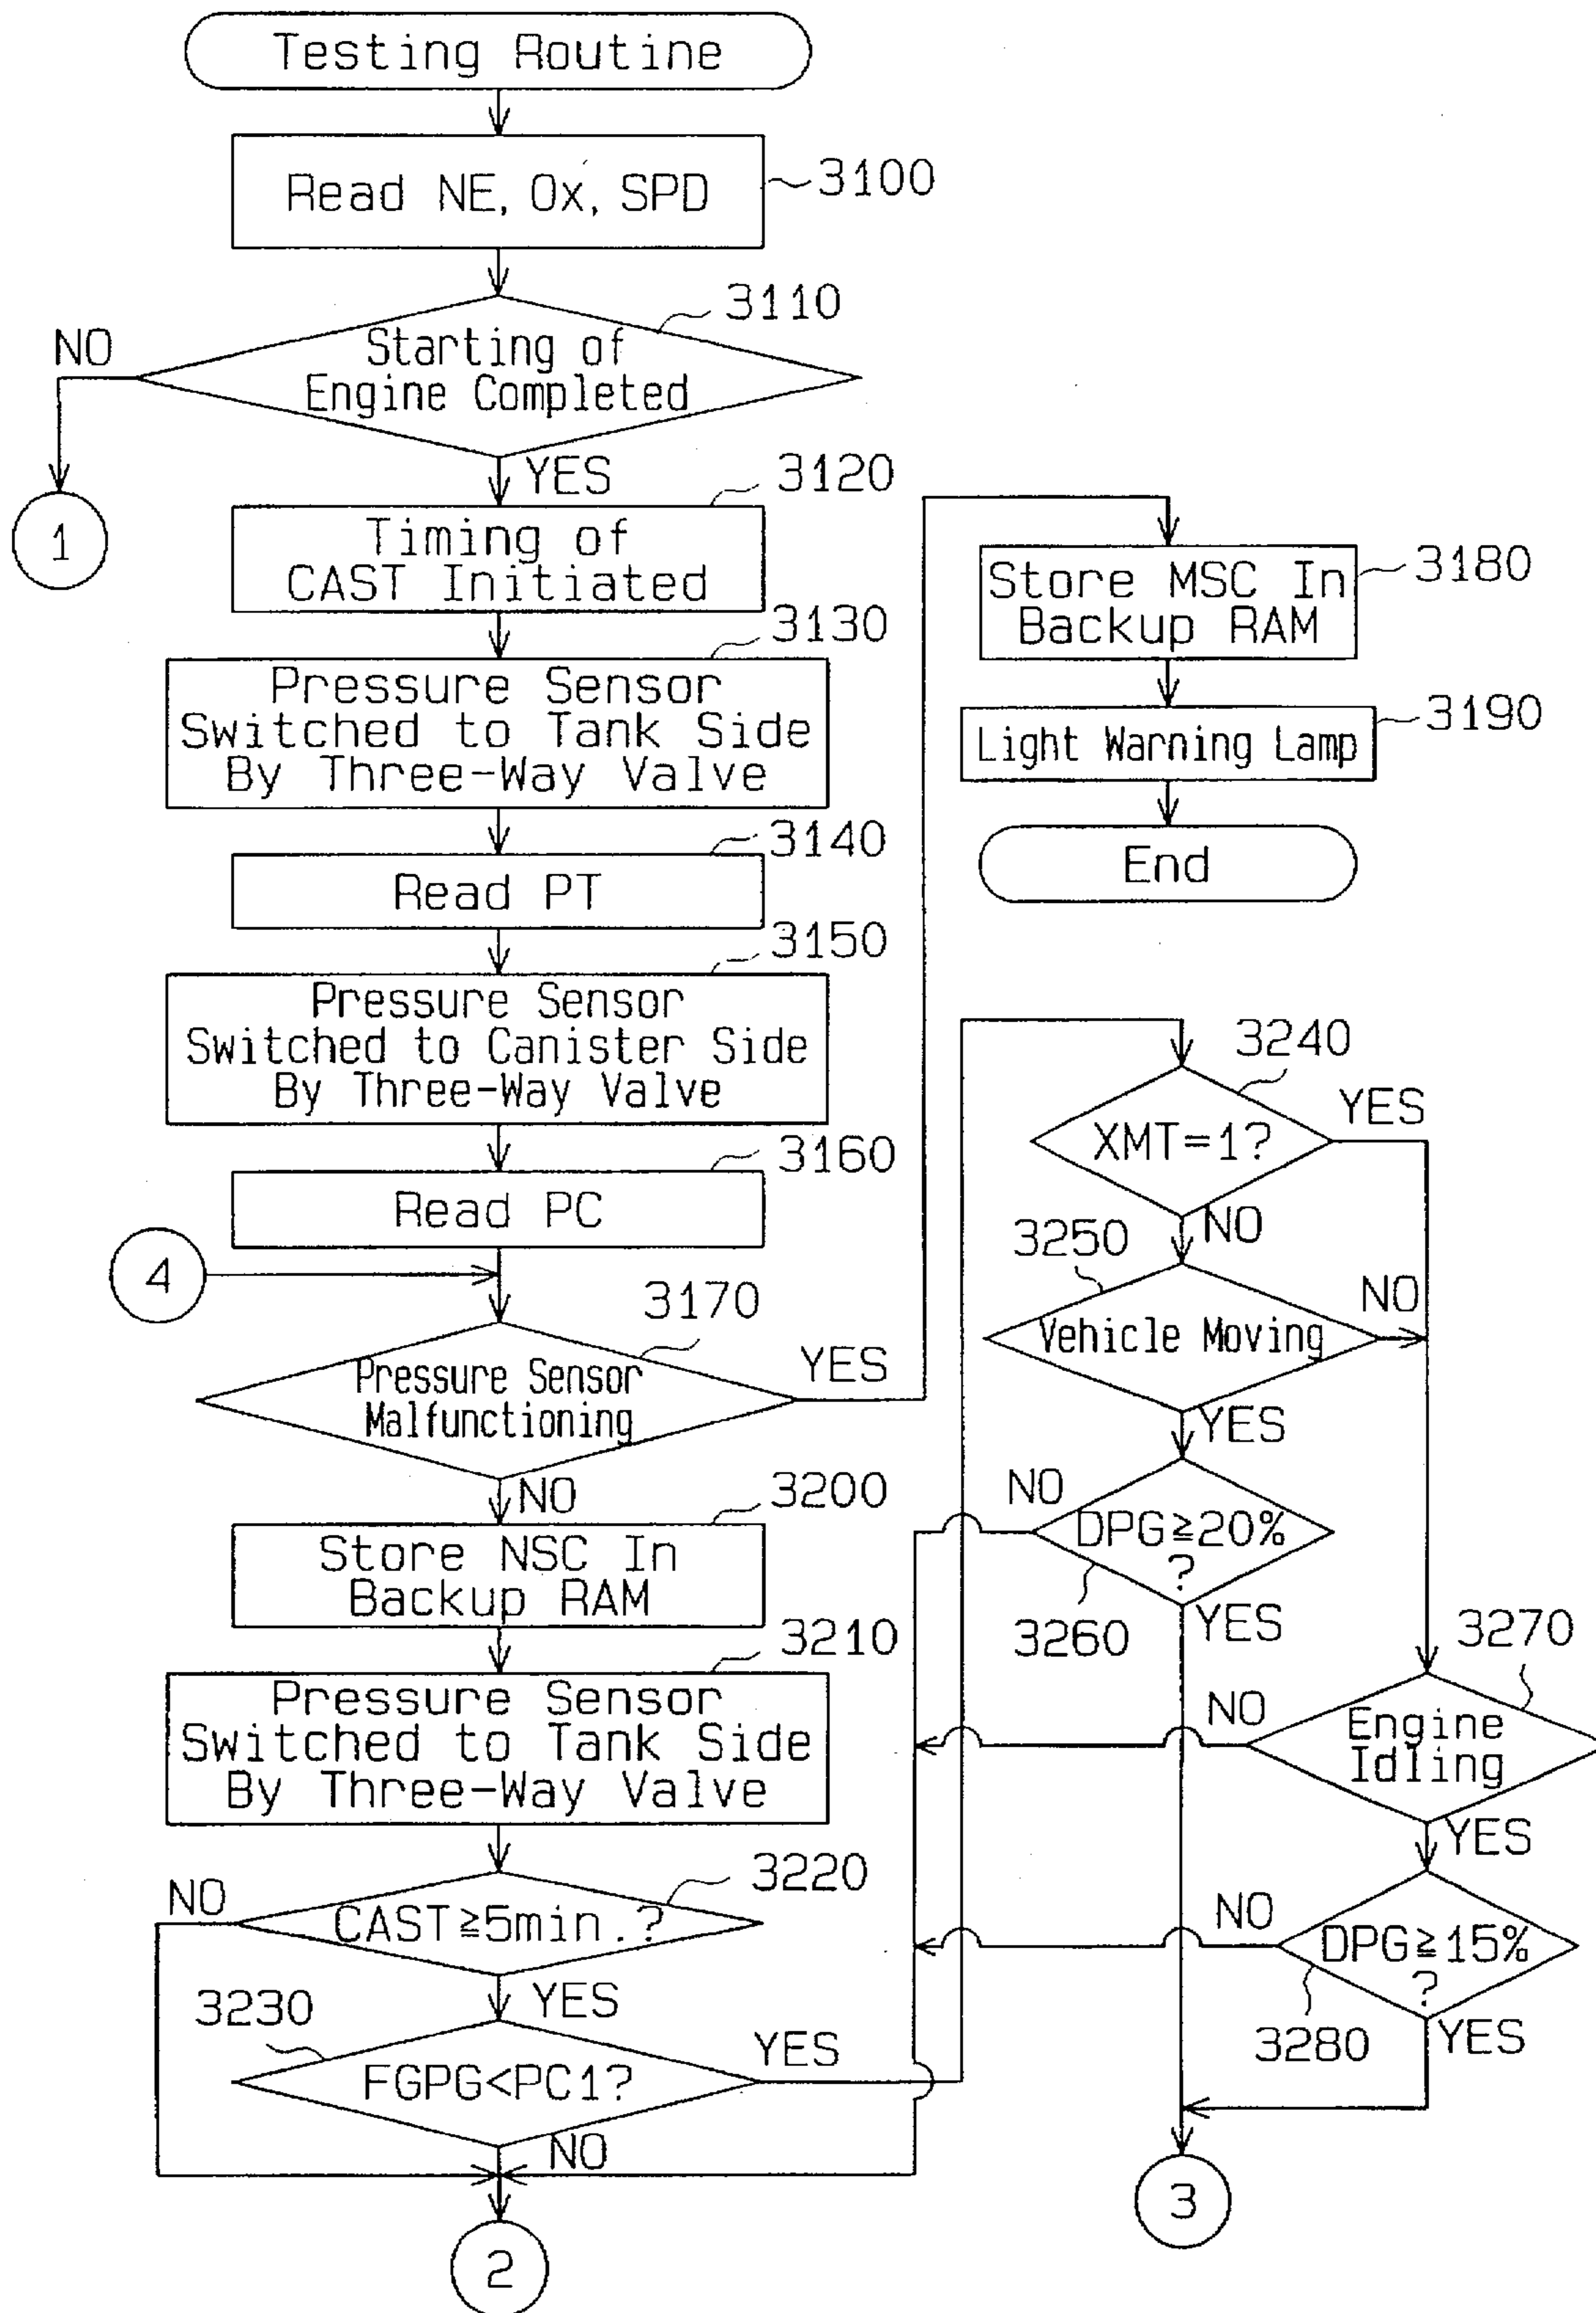 Testing Routine
Read NE, Ox, SPD
3100
3110
NO
Starting of
Engine Completed
YES
1
3120
Timing of
CAST Initiated
3130
Pressure Sensor
Switched to Tank Side
By Three-Way Valve
3140
Read PT
3150
Pressure Sensor
Switched to Canister Side
By Three-Way Valve
3160
Read PC
4
3170
Pressure Sensor
Malfunctioning
YES
NO
3180
Store MSC In
Backup RAM
3190
Light Warning Lamp
End
3200
Store NSC In
Backup RAM
3210
Pressure Sensor
Switched to Tank Side
By Three-Way Valve
3220
NO
CAST≧5min.?
YES
3230
FGPG<PC1?
YES
NO
2
3240
XMT=1?
YES
NO
3250
Vehicle Moving
NO
YES
NO
DPG≧20%
?
3260
YES
3270
NO
Engine
Idling
YES
NO
DPG≧15%
?
3280
YES
3